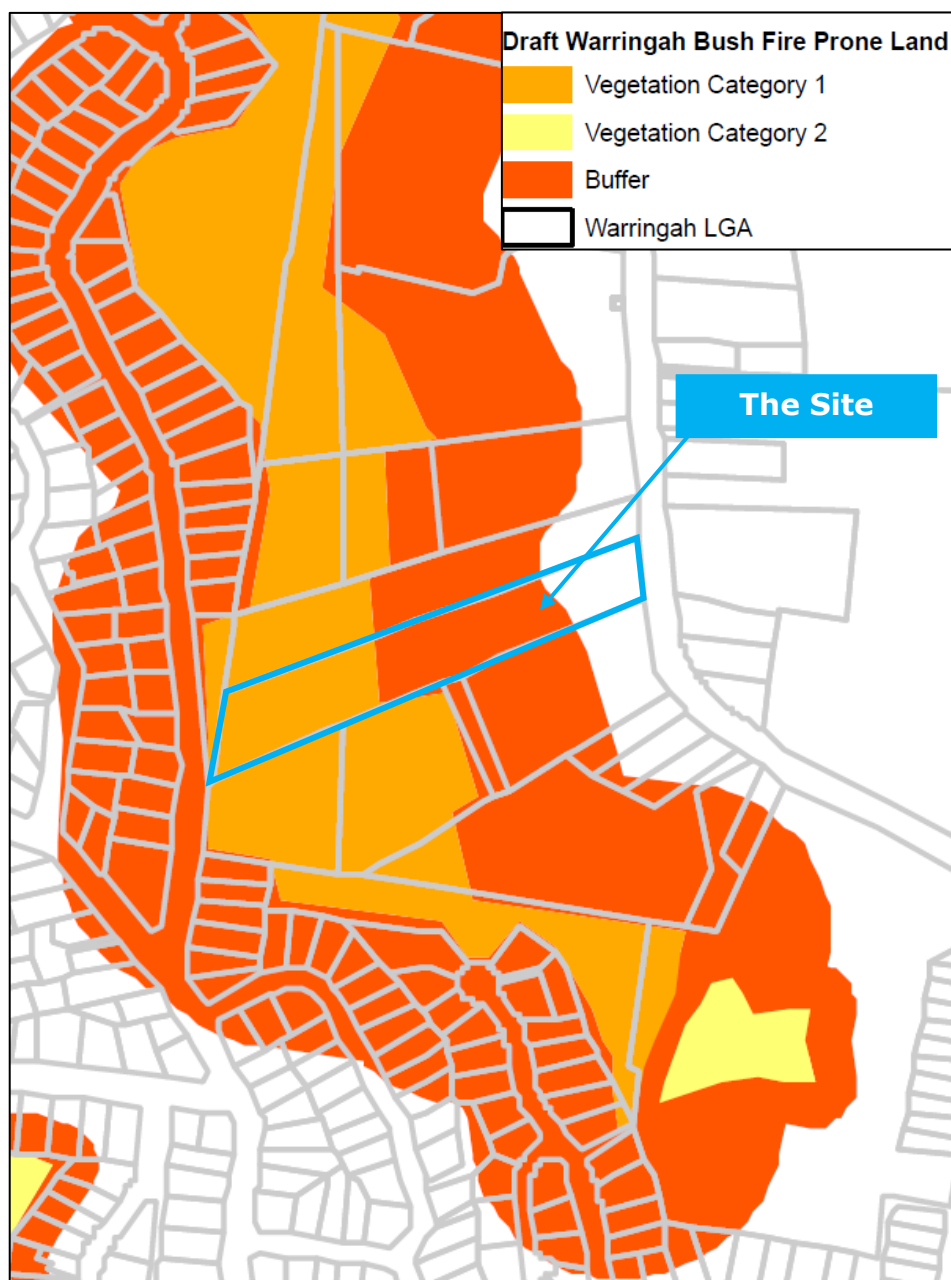 Draft Warringah Bush Fire Prone Land
Vegetation Category 1
Vegetation Category 2
Buffer
Warringah LGA
The Site